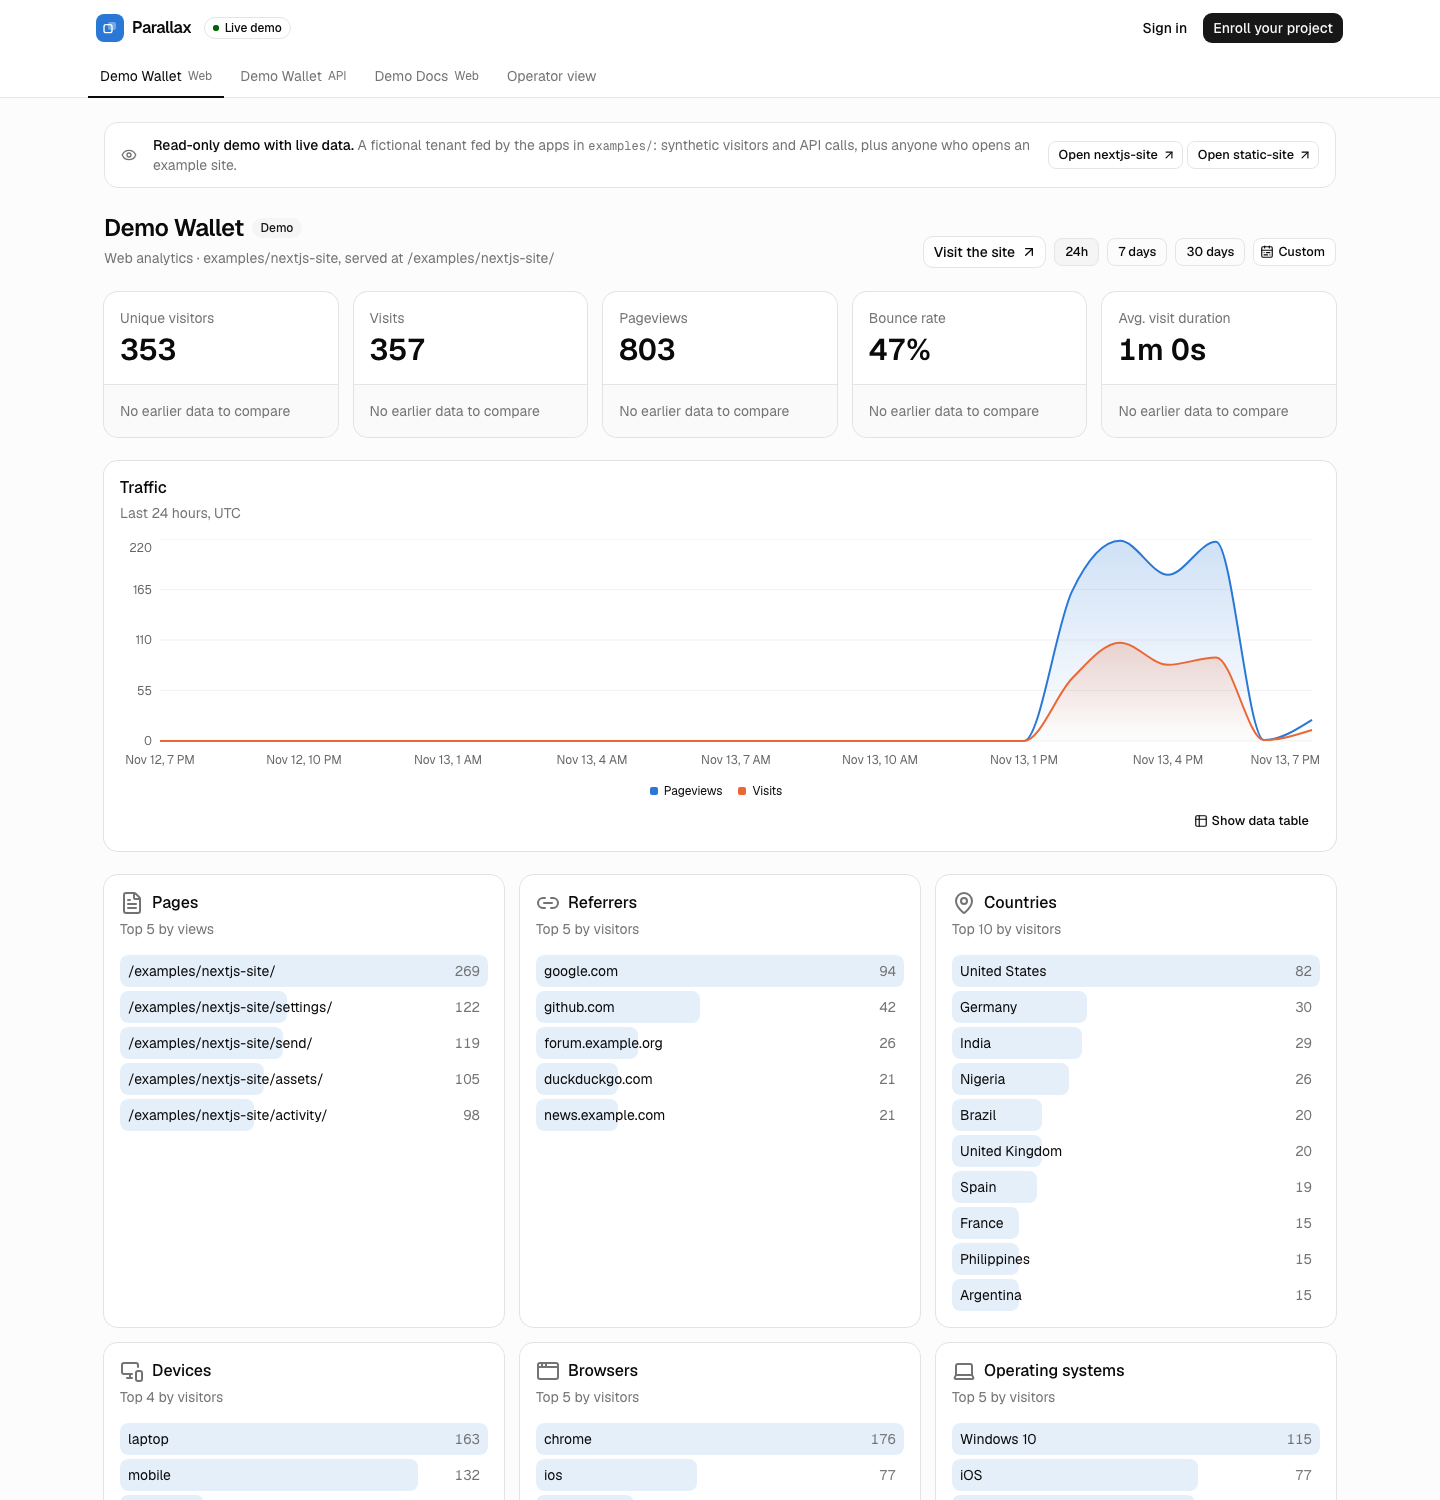 Parallax
Live demo
Sign in
Enroll your project
Demo Wallet Web
Demo Wallet API
Demo Docs Web
Operator view
Read-only demo with live data. A fictional tenant fed by the apps in examples/: synthetic visitors and API calls, plus anyone who opens an
example site.
Open nextjs-site
Open static-site
Demo Wallet
Demo
Web analytics · examples/nextjs-site, served at /examples/nextjs-site/
Visit the site
24h
7 days
30 days
Custom
Unique visitors
353
No earlier data to compare
Visits
357
No earlier data to compare
Pageviews
803
No earlier data to compare
Bounce rate
47%
No earlier data to compare
Avg. visit duration
1m 0s
No earlier data to compare
Traffic
Last 24 hours, UTC
220
165
110
55
0
Nov 12, 7 PM
Nov 12, 10 PM
Nov 13, 1 AM
Nov 13, 4 AM
Nov 13, 7 AM
Nov 13, 10 AM
Nov 13, 1 PM
Nov 13, 4 PM
Nov 13, 7 PM
Pageviews
Visits
Show data table
Pages
Top 5 by views
/examples/nextjs-site/ 269
/examples/nextjs-site/settings/ 122
/examples/nextjs-site/send/ 119
/examples/nextjs-site/assets/ 105
/examples/nextjs-site/activity/ 98
Referrers
Top 5 by visitors
google.com 94
github.com 42
forum.example.org 26
duckduckgo.com 21
news.example.com 21
Countries
Top 10 by visitors
United States 82
Germany 30
India 29
Nigeria 26
Brazil 20
United Kingdom 20
Spain 19
France 15
Philippines 15
Argentina 15
Devices
Top 4 by visitors
laptop 163
mobile 132
Browsers
Top 5 by visitors
chrome 176
ios 77
Operating systems
Top 5 by visitors
Windows 10 115
iOS 77